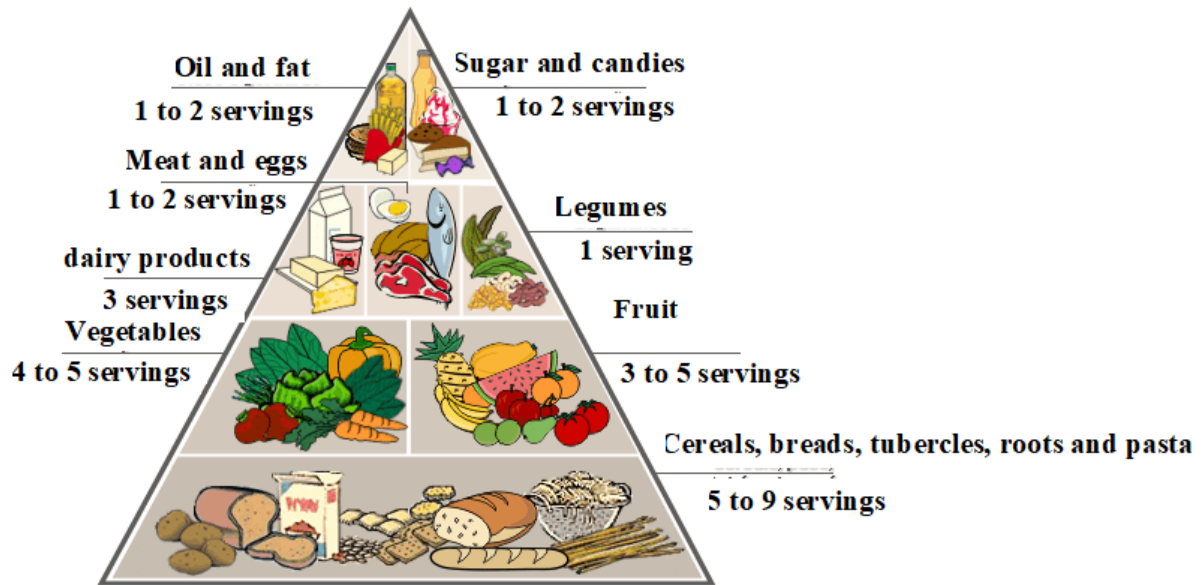 Oil and fat
1 to 2 servings
Sugar and candies
1 to 2 servings
Meat and eggs
1 to 2 servings
Legumes
1 serving
dairy products
3 servings
Fruit
3 to 5 servings
Vegetables
4 to 5 servings
Cereals, breads, tubercles, roots and pasta
5 to 9 servings